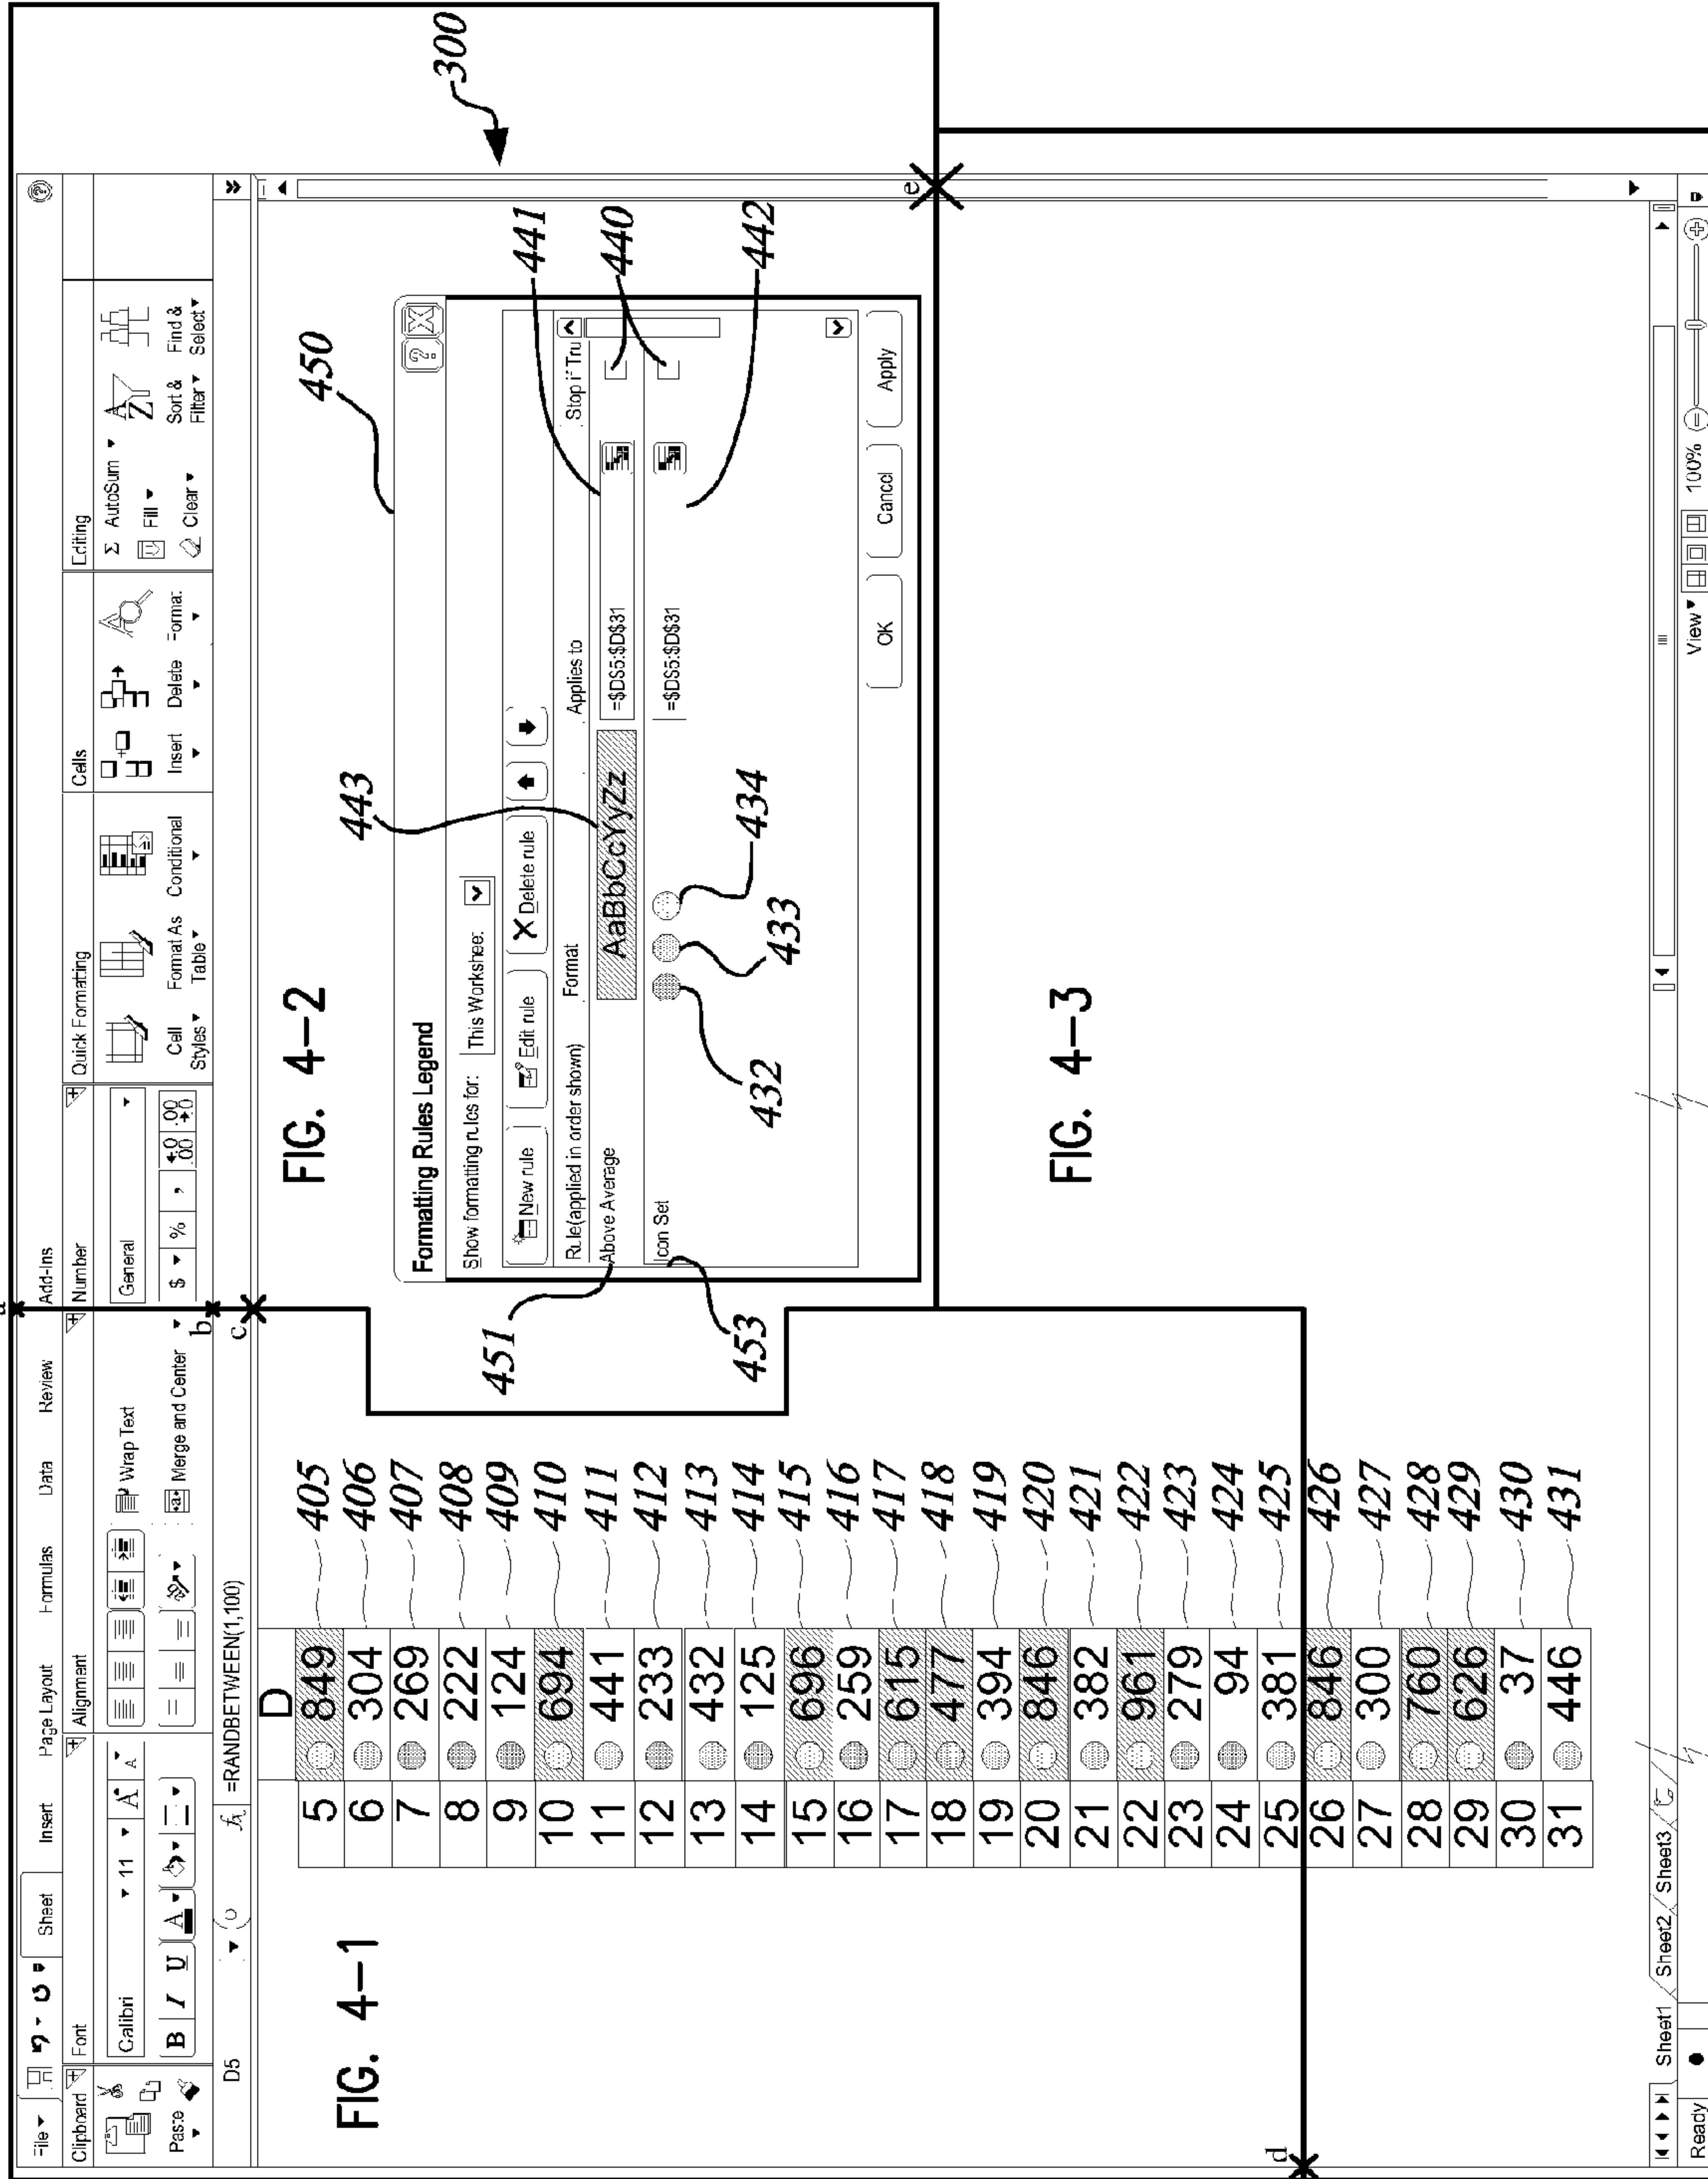 a
File
Sheet Insert Page Layout Formulas Data Review Add-Ins
Clipboard Font Alignment Number Quick Formatting Cells Editing
Paste
Calibri 11 A A
B I U A
Wrap Text
Merge and Center
General
$ % , .0 .00 .00 .0
Cell Styles
Format As Table
Conditional
Insert Delete Format
Σ AutoSum
Fill
Clear
Sort & Filter
Find & Select
b
c
D5 fx =RANDBETWEEN(1,100)
300
FIG. 4-1
D
5 849 405
6 304 406
7 269 407
8 222 408
9 124 409
10 694 410
11 441 411
12 233 412
13 432 413
14 125 414
15 696 415
16 259 416
17 615 417
18 477 418
19 394 419
20 846 420
21 382 421
22 961 422
23 279 423
24 94 424
25 381 425
26 846 426
27 300 427
28 760 428
29 626 429
30 37 430
31 446 431
d
FIG. 4-2
443
450
Formatting Rules Legend ? X
Show formatting rules for: This Worksheet
New rule Edit rule X Delete rule
Rule(applied in order shown) Format Applies to Stop if Tru
Above Average AaBbCcYyZz =$D$5:$D$31
Icon Set =$D$5:$D$31
OK Cancel Apply
451
453
432
433
434
441
440
442
e
FIG. 4-3
Sheet1 Sheet2 Sheet3
Ready View 100%